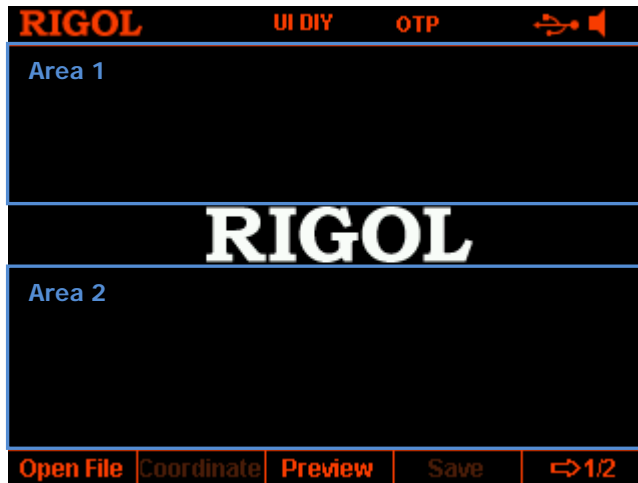 RIGOL UI DIY OTP
Area 1
RIGOL
Area 2
Open File Coordinate Preview Save ⇨1/2